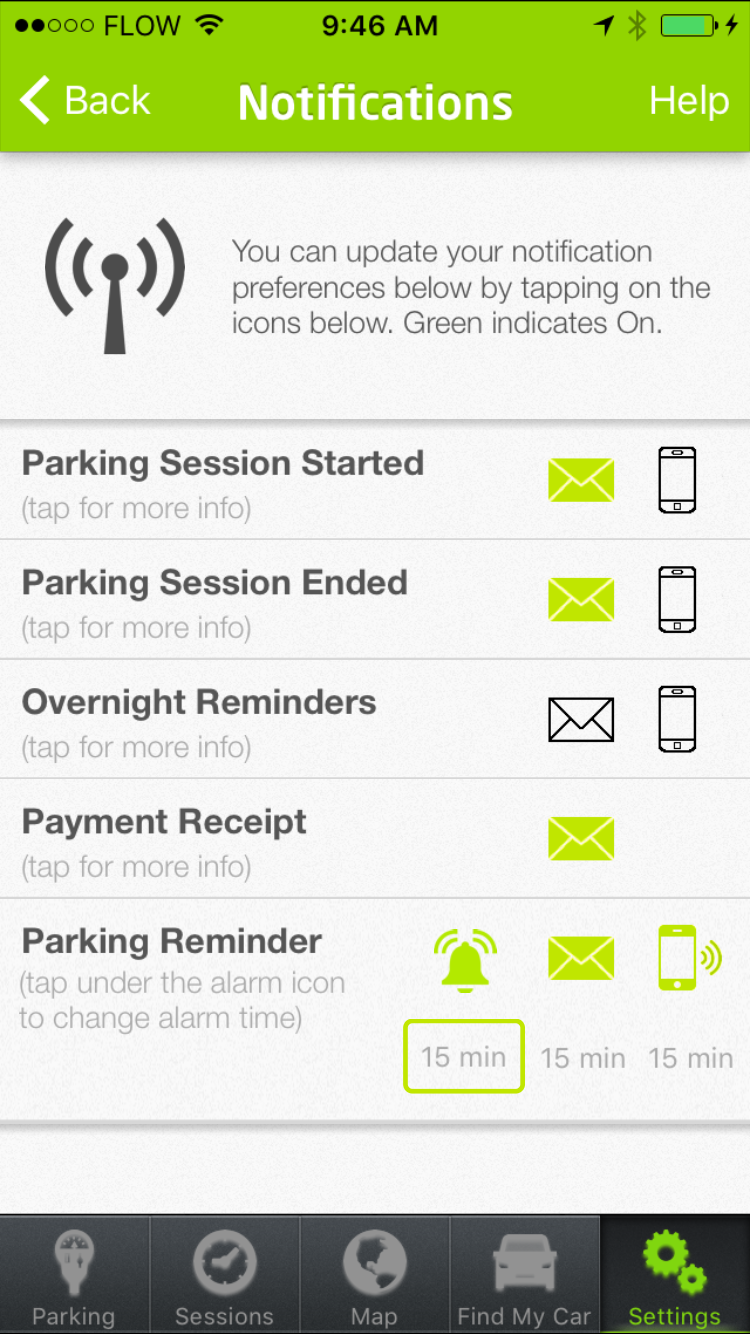 FLOW 9:46 AM
Back Notifications Help
You can update your notification
preferences below by tapping on the
icons below. Green indicates On.
Parking Session Started
(tap for more info)
Parking Session Ended
(tap for more info)
Overnight Reminders
(tap for more info)
Payment Receipt
(tap for more info)
Parking Reminder
(tap under the alarm icon
to change alarm time)
15 min 15 min 15 min
Parking Sessions Map Find My Car Settings